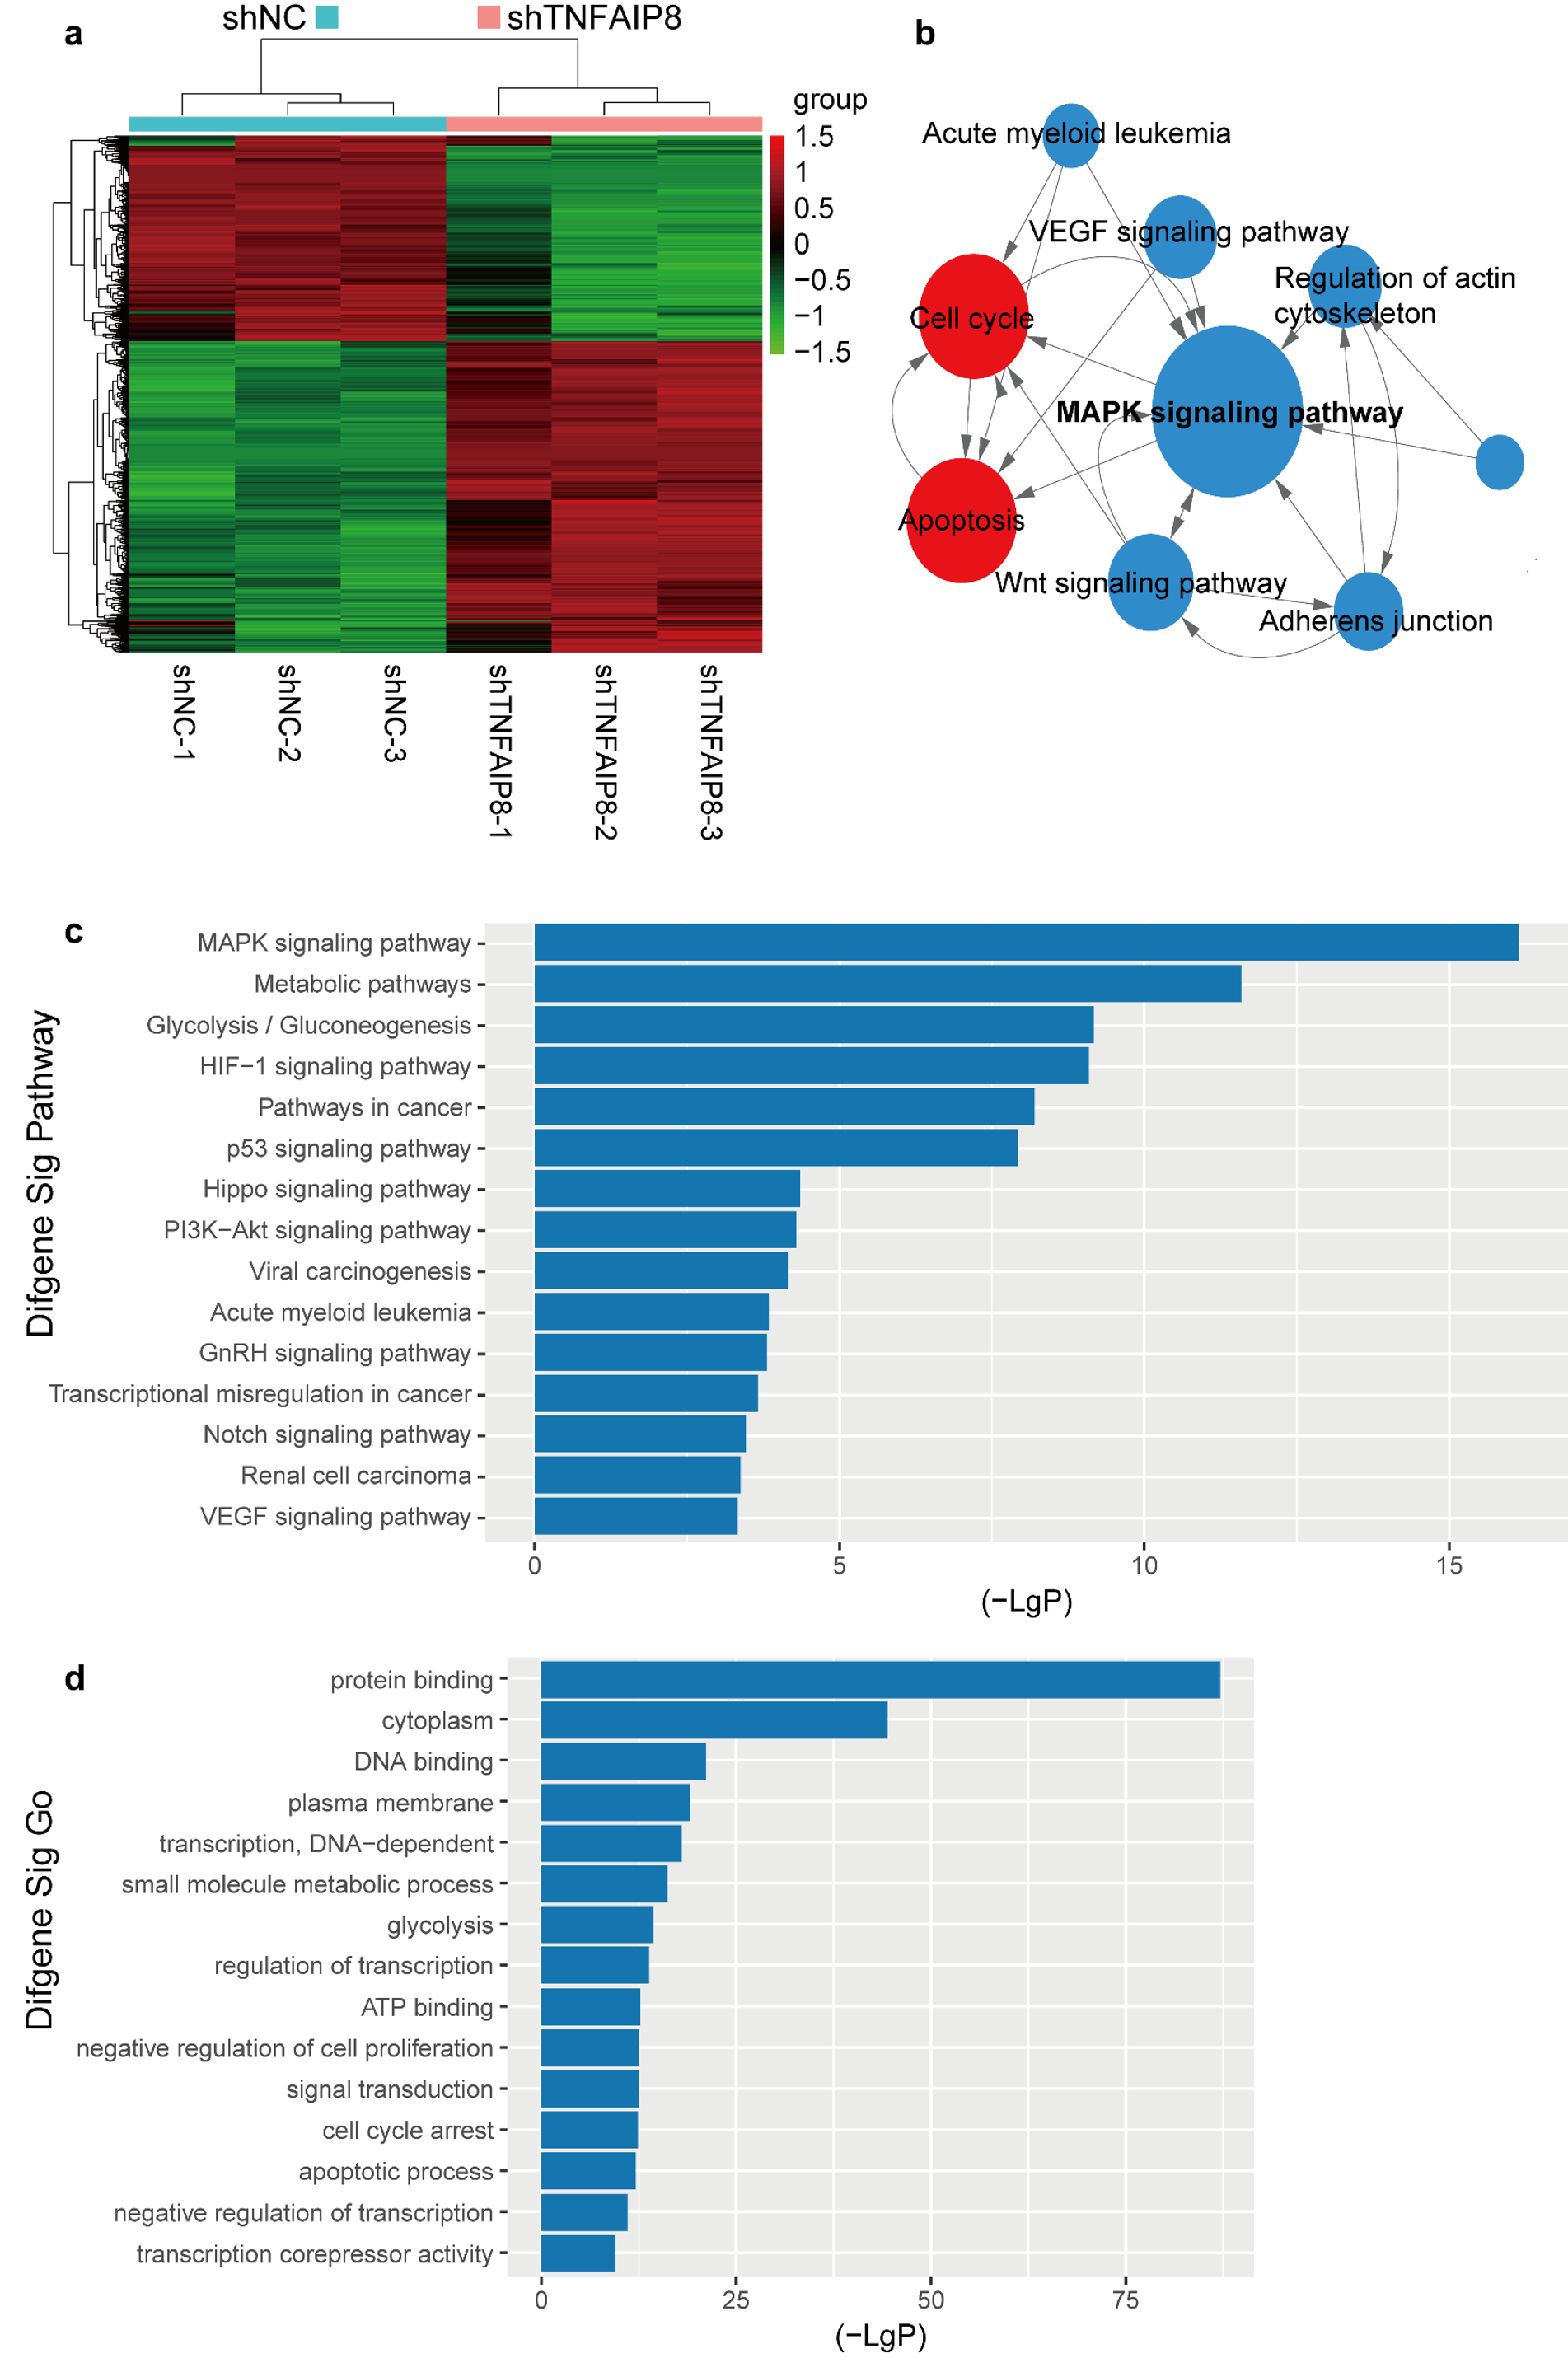 a
shNC
shTNFAIP8
group
1.5
1
0.5
0
−0.5
−1
−1.5
shNC-1
shNC-2
shNC-3
shTNFAIP8-1
shTNFAIP8-2
shTNFAIP8-3
b
Acute myeloid leukemia
VEGF signaling pathway
Regulation of actin
cytoskeleton
Cell cycle
MAPK signaling pathway
Apoptosis
Wnt signaling pathway
Adherens junction
c
Difgene Sig Pathway
MAPK signaling pathway
Metabolic pathways
Glycolysis / Gluconeogenesis
HIF−1 signaling pathway
Pathways in cancer
p53 signaling pathway
Hippo signaling pathway
PI3K−Akt signaling pathway
Viral carcinogenesis
Acute myeloid leukemia
GnRH signaling pathway
Transcriptional misregulation in cancer
Notch signaling pathway
Renal cell carcinoma
VEGF signaling pathway
0 5 10 15
(−LgP)
d
Difgene Sig Go
protein binding
cytoplasm
DNA binding
plasma membrane
transcription, DNA−dependent
small molecule metabolic process
glycolysis
regulation of transcription
ATP binding
negative regulation of cell proliferation
signal transduction
cell cycle arrest
apoptotic process
negative regulation of transcription
transcription corepressor activity
0 25 50 75
(−LgP)